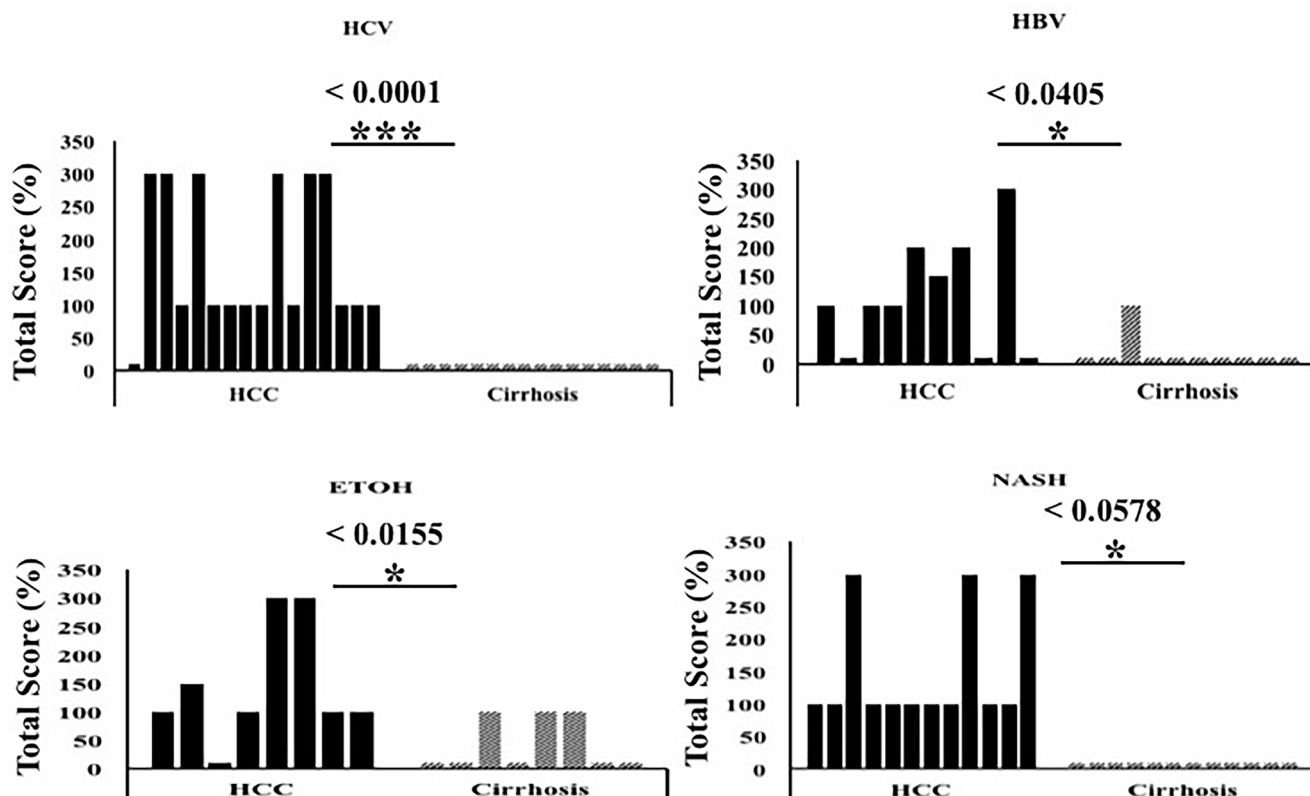 HCV
< 0.0001
***
Total Score (%)
350
300
250
200
150
100
50
0
HCC
Cirrhosis
HBV
< 0.0405
*
Total Score (%)
350
300
250
200
150
100
50
0
HCC
Cirrhosis
ETOH
< 0.0155
*
Total Score (%)
350
300
250
200
150
100
50
0
HCC
Cirrhosis
NASH
< 0.0578
*
Total Score (%)
350
300
250
200
150
100
50
0
HCC
Cirrhosis